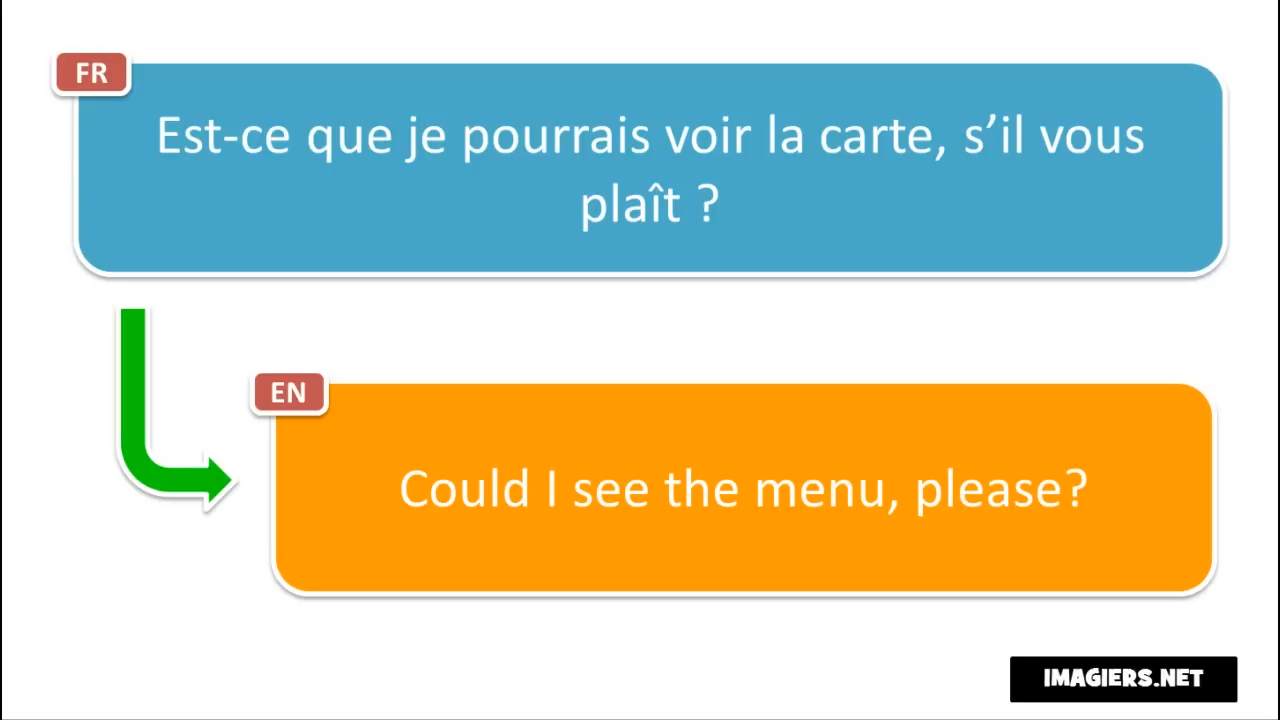 FR
Est-ce que je pourrais voir la carte, s’il vous
plaît ?
EN
Could I see the menu, please?
IMAGIERS.NET